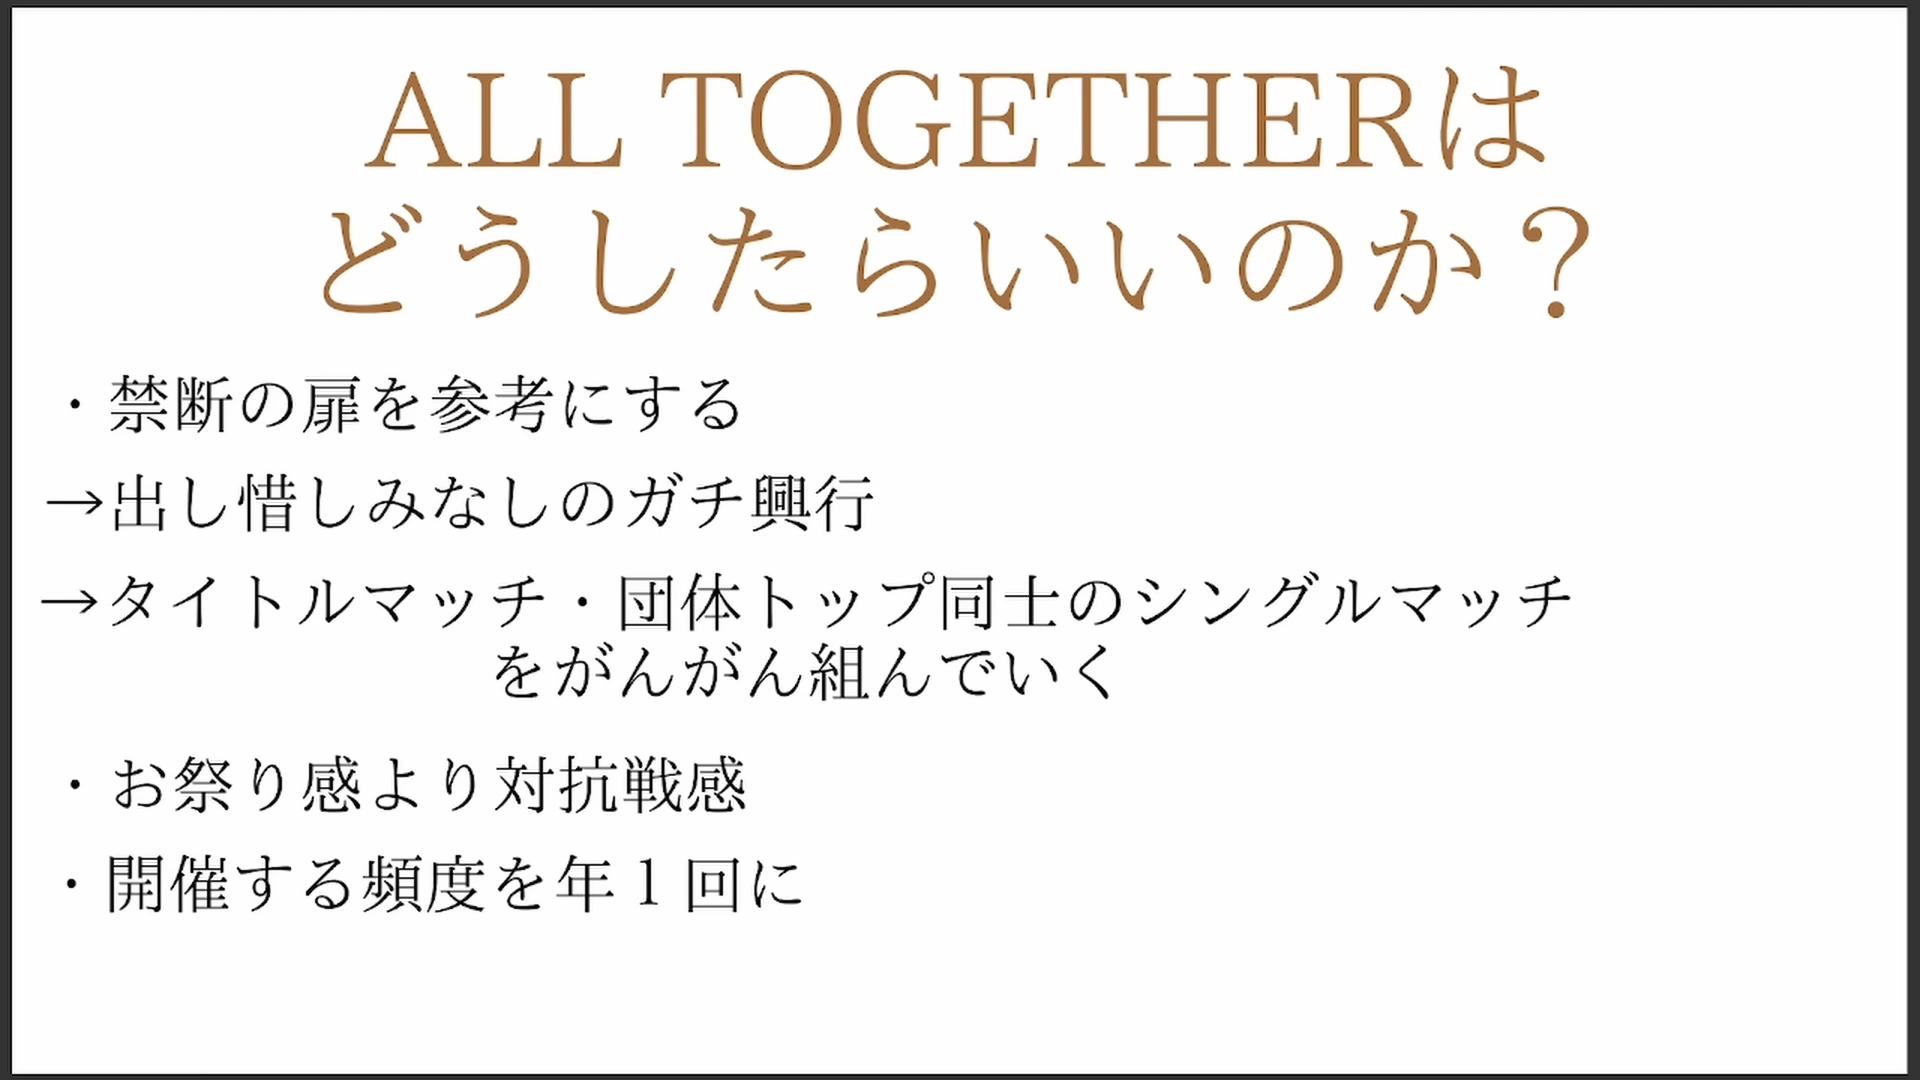 ALL TOGETHERは
どうしたらいいのか？
・禁断の扉を参考にする
→出し惜しみなしのガチ興行
→タイトルマッチ・団体トップ同士のシングルマッチ
をがんがん組んでいく
・お祭り感より対抗戦感
・開催する頻度を年１回に